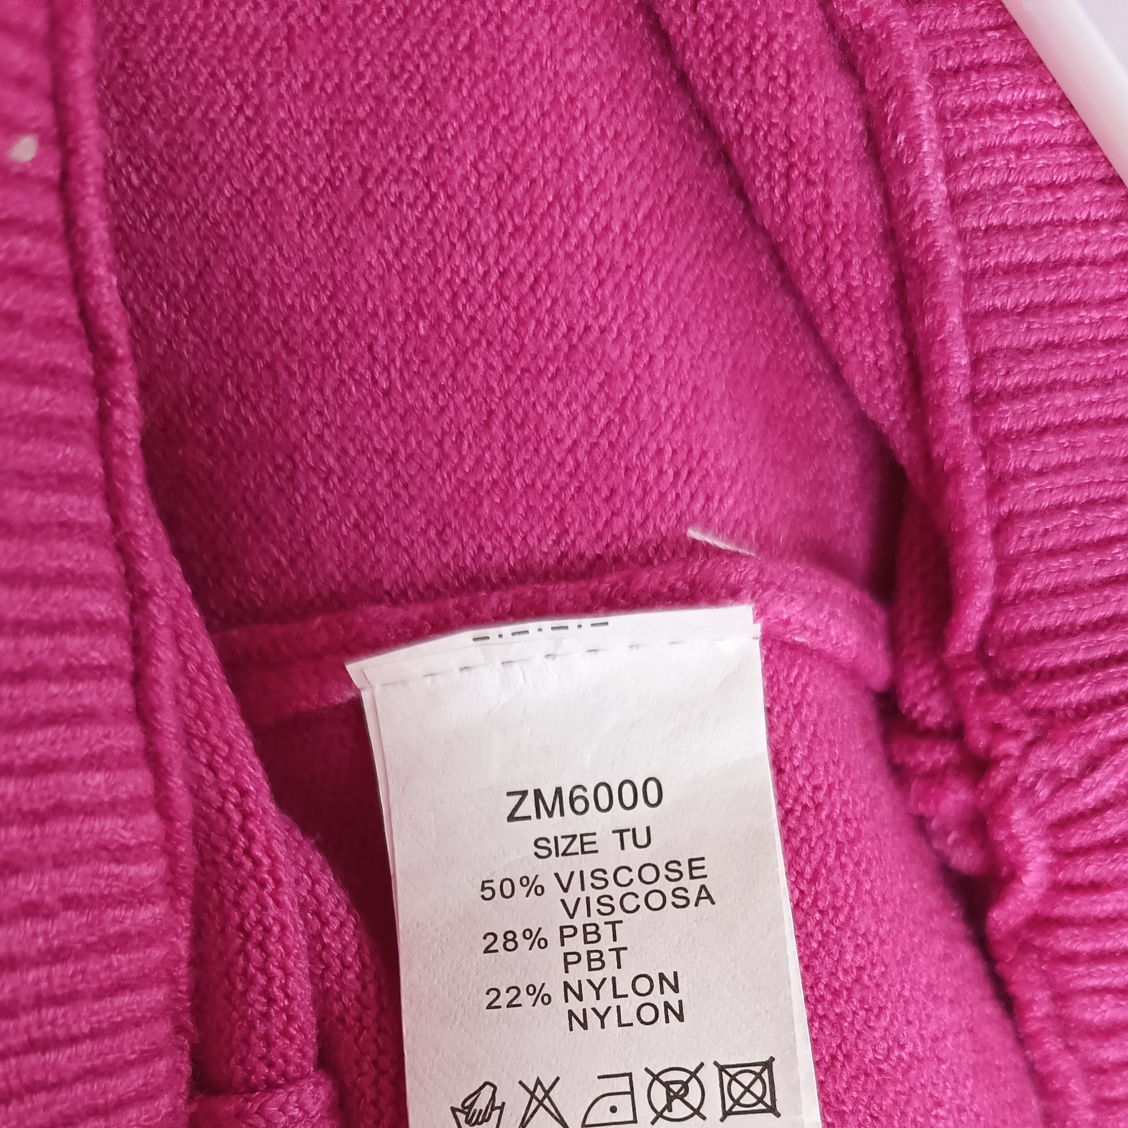 ZM6000
SIZE TU
50% VISCOSE
VISCOSA
28% PBT
PBT
22% NYLON
NYLON
P